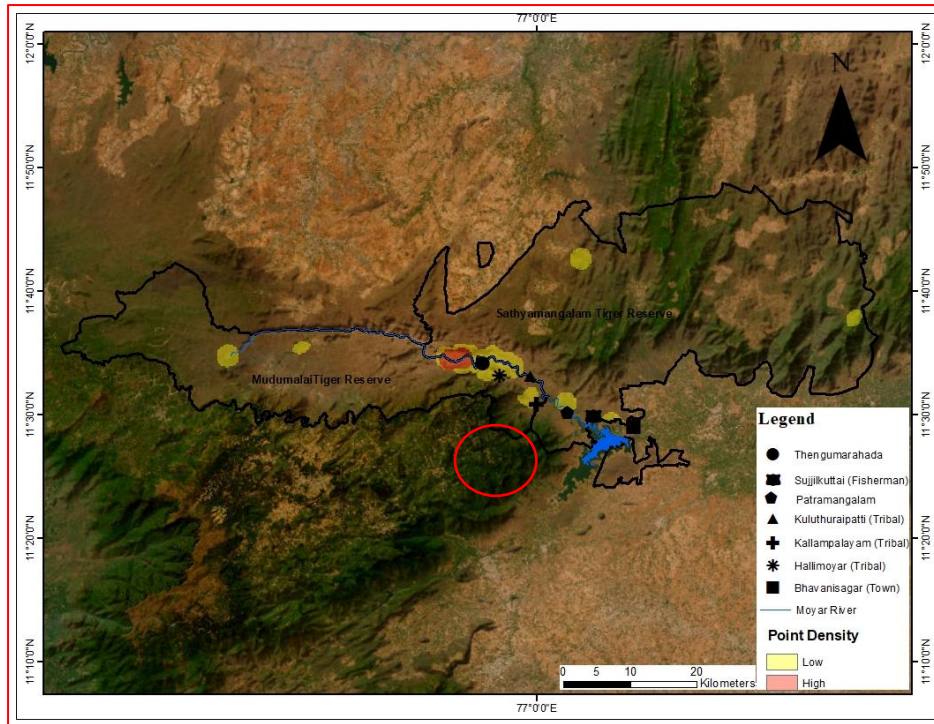 77°0'0"E
12°0'0"N
12°0'0"N
N
11°50'0"N
11°50'0"N
11°40'0"N
11°40'0"N
Sathyamangalam Tiger Reserve
MudumalaiTiger Reserve
11°30'0"N
11°30'0"N
Legend
Thengumarahada
Sujjilkuttai (Fisherman)
Patramangalam
Kuluthuraipatti (Tribal)
Kallampalayam (Tribal)
Hallimoyar (Tribal)
Bhavanisagar (Town)
Moyar River
Point Density
Low
High
11°20'0"N
11°20'0"N
11°10'0"N
11°10'0"N
0 5 10 20
Kilometers
77°0'0"E